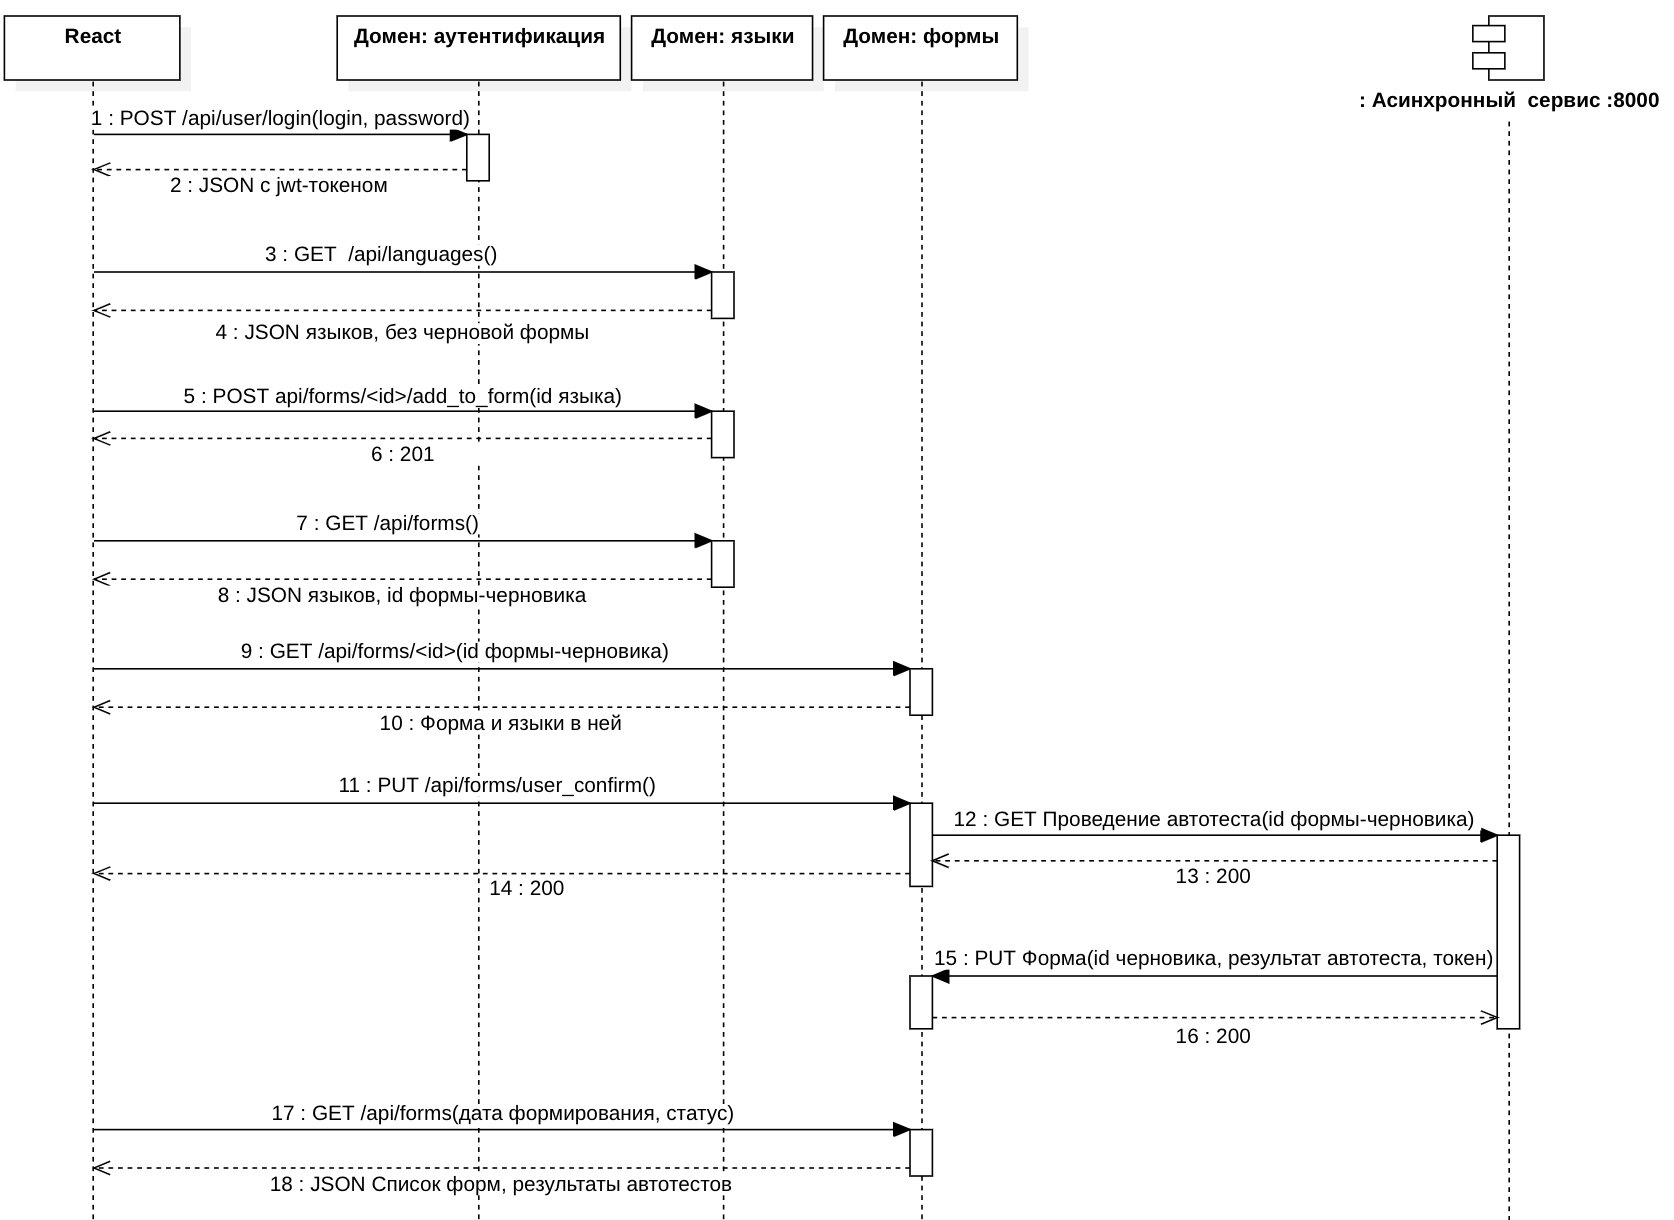 React
Домен: аутентификация
Домен: языки
Домен: формы
: Асинхронный  сервис :8000
1 : POST /api/user/login(login, password)
2 : JSON с jwt-токеном
3 : GET  /api/languages()
4 : JSON языков, без черновой формы
5 : POST api/forms/<id>/add_to_form(id языка)
6 : 201
7 : GET /api/forms()
8 : JSON языков, id формы-черновика
9 : GET /api/forms/<id>(id формы-черновика)
10 : Форма и языки в ней
11 : PUT /api/forms/user_confirm()
12 : GET Проведение автотеста(id формы-черновика)
13 : 200
14 : 200
15 : PUT Форма(id черновика, результат автотеста, токен)
16 : 200
17 : GET /api/forms(дата формирования, статус)
18 : JSON Список форм, результаты автотестов